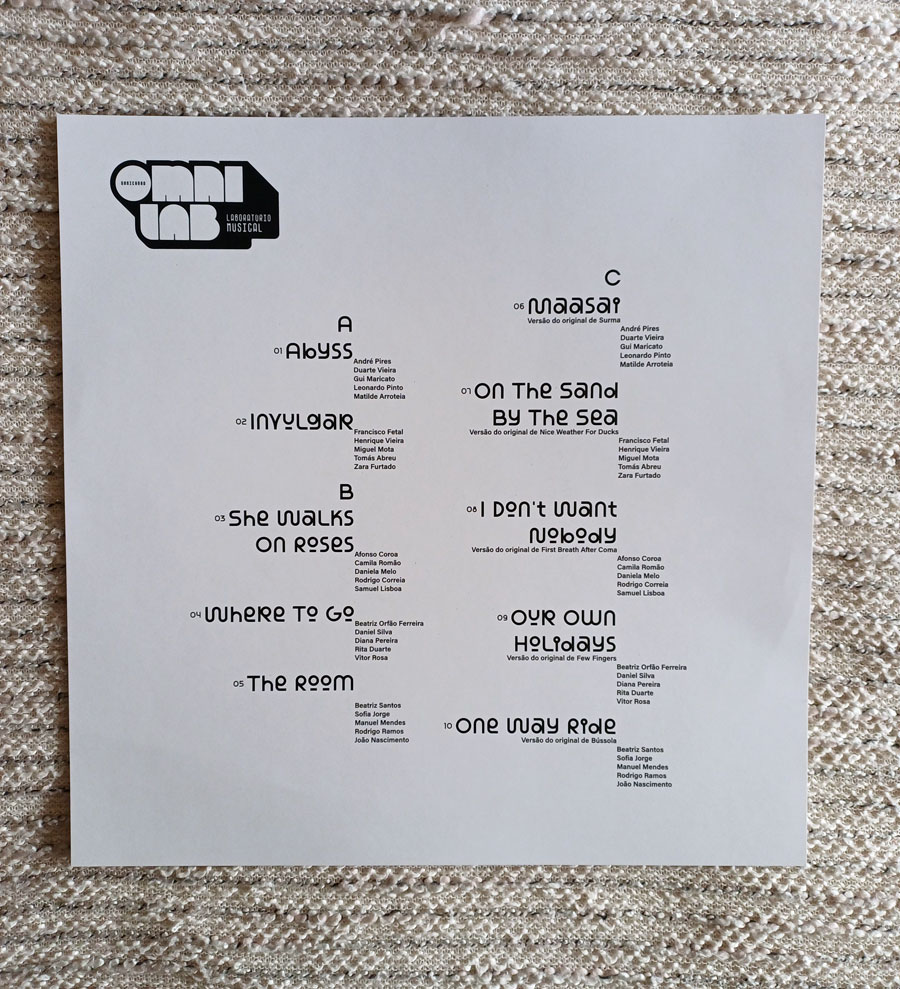 OMNI
LAB
LABORATÓRIO
MUSICAL
A
01 Abyss
André Pires
Duarte Vieira
Gui Maricato
Leonardo Pinto
Matilde Arroteia
02 Invulgar
Francisco Fetal
Henrique Vieira
Miguel Mota
Tomás Abreu
Zara Furtado
B
03 She Walks
On Roses
Afonso Coroa
Camila Romão
Daniela Melo
Rodrigo Correia
Samuel Lisboa
04 Where To Go
Beatriz Orfão Ferreira
Daniel Silva
Diana Pereira
Rita Duarte
Vitor Rosa
05 The Room
Beatriz Santos
Sofia Jorge
Manuel Mendes
Rodrigo Ramos
João Nascimento
C
06 Maasai
Versão do original de Surma
André Pires
Duarte Vieira
Gui Maricato
Leonardo Pinto
Matilde Arroteia
07 On The Sand
By The Sea
Versão do original de Nice Weather For Ducks
Francisco Fetal
Henrique Vieira
Miguel Mota
Tomás Abreu
Zara Furtado
08 I Don't Want
Nobody
Versão do original de First Breath After Coma
Afonso Coroa
Camila Romão
Daniela Melo
Rodrigo Correia
Samuel Lisboa
09 Our Own
Holidays
Versão do original de Few Fingers
Beatriz Orfão Ferreira
Daniel Silva
Diana Pereira
Rita Duarte
Vitor Rosa
10 One Way Ride
Versão do original de Bússola
Beatriz Santos
Sofia Jorge
Manuel Mendes
Rodrigo Ramos
João Nascimento